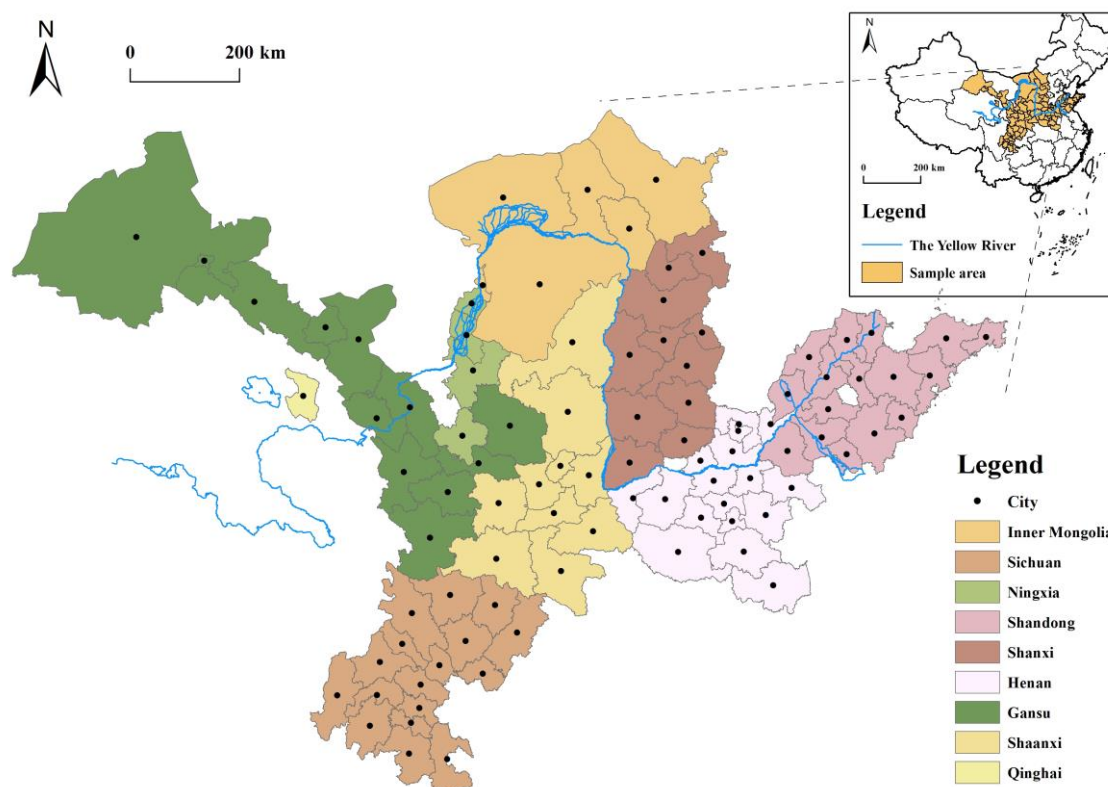 N
0 200 km
N
0 200 km
Legend
The Yellow River
Sample area
Legend
City
Inner Mongolia
Sichuan
Ningxia
Shandong
Shanxi
Henan
Gansu
Shaanxi
Qinghai